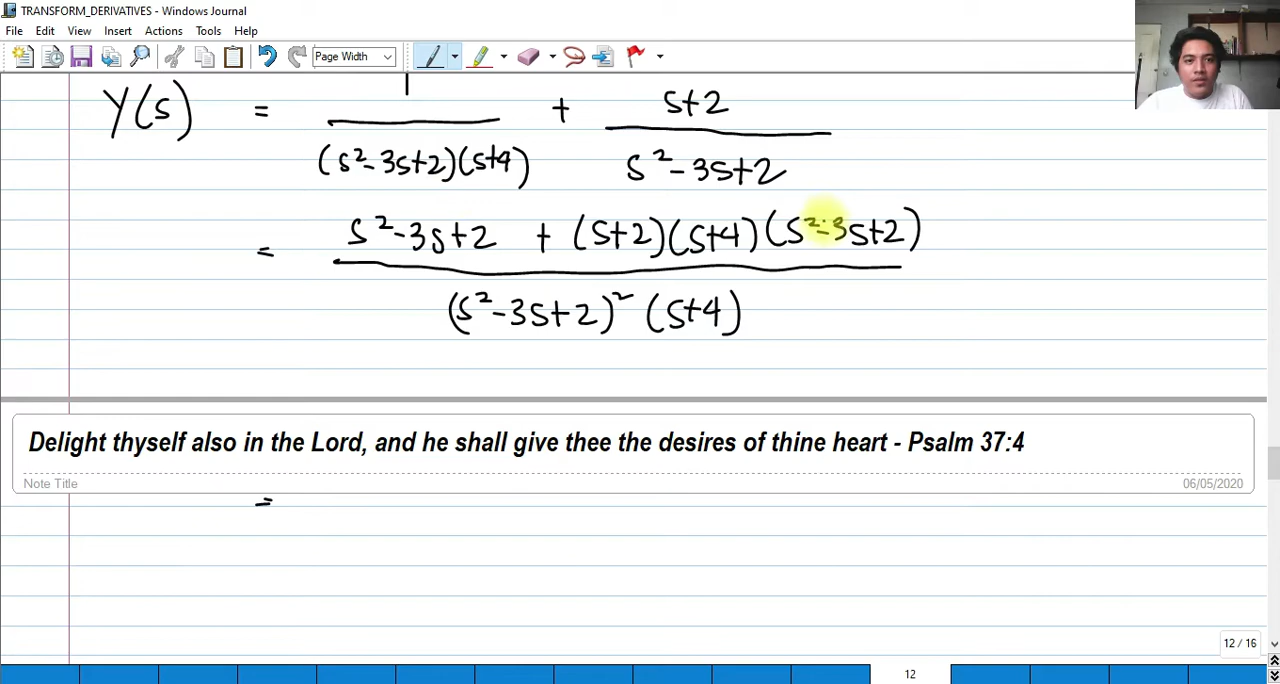 TRANSFORM_DERIVATIVES - Windows Journal
File Edit View Insert Actions Tools Help
Page Width
Y(s) = 1 / (s²-3s+2)(s+4) + s+2 / s²-3s+2
= s²-3s+2 + (s+2)(s+4)(s²-3s+2) / (s²-3s+2)²(s+4)
Delight thyself also in the Lord, and he shall give thee the desires of thine heart - Psalm 37:4
Note Title 06/05/2020
=
12 / 16
12